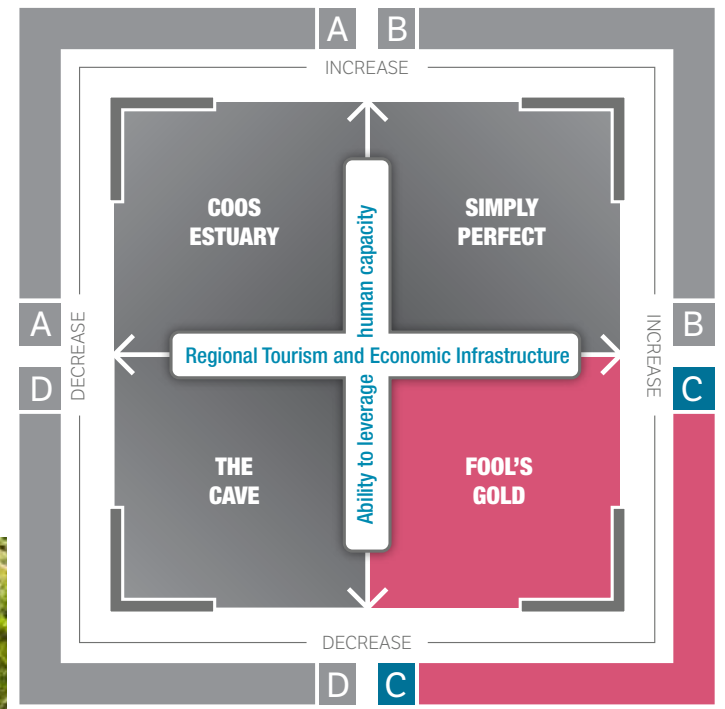 A B
INCREASE
COOS
ESTUARY
SIMPLY
PERFECT
Ability to leverage human capacity
A
DECREASE
Regional Tourism and Economic Infrastructure
INCREASE
B
D
C
THE
CAVE
FOOL'S
GOLD
DECREASE
D C